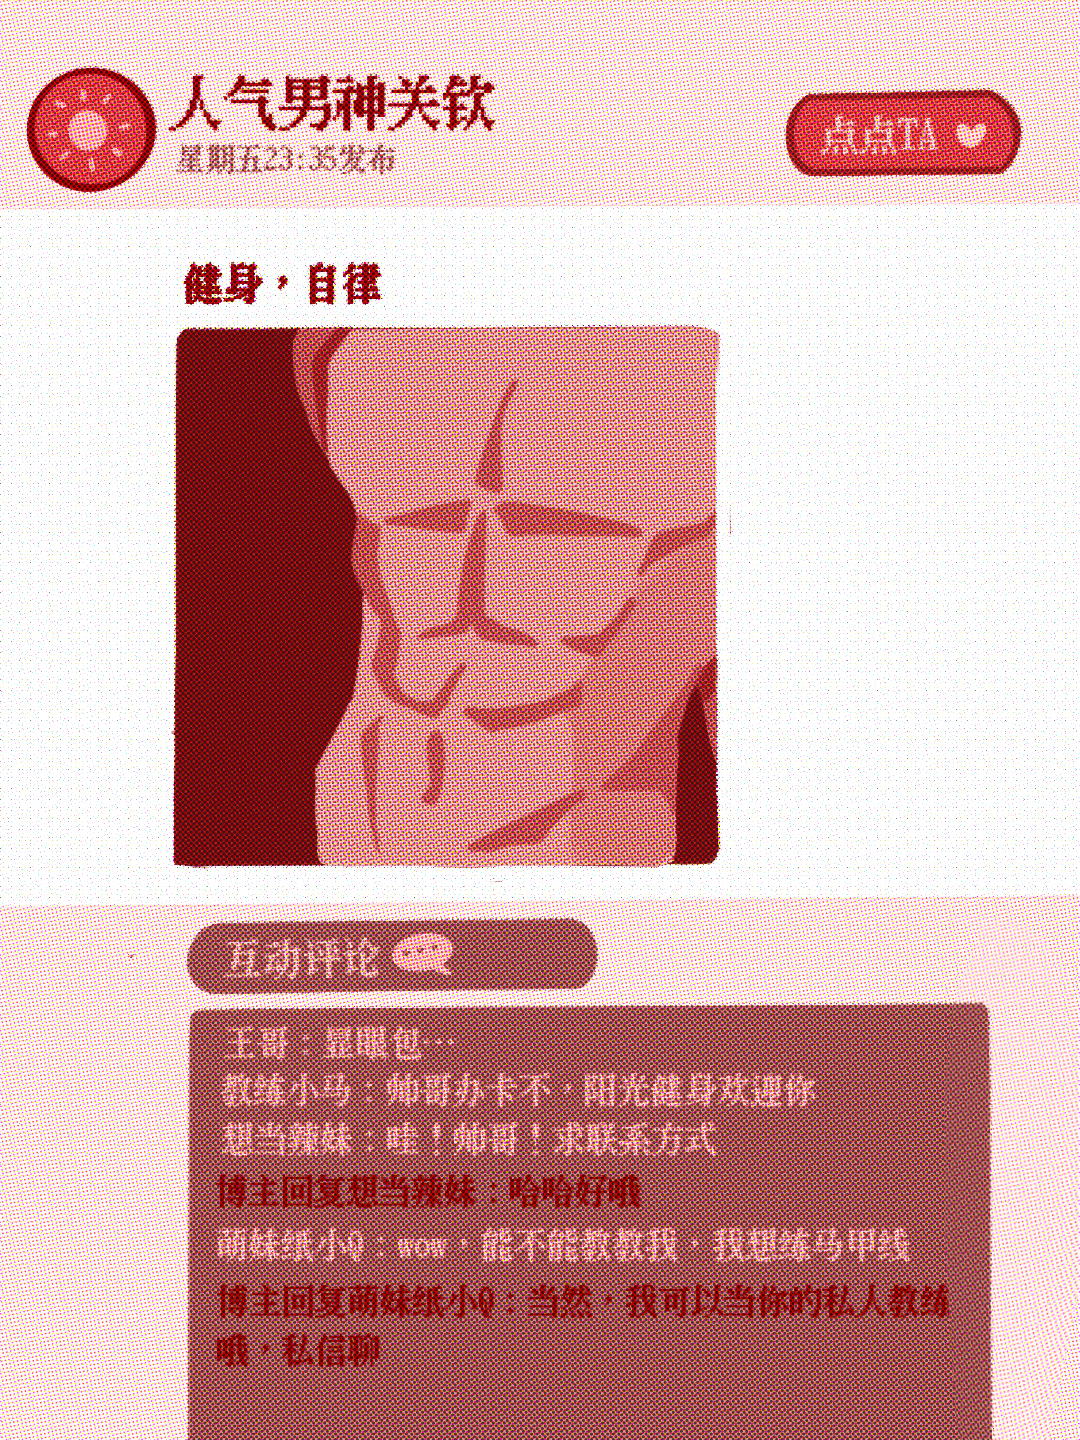 人气男神关钦
星期五23:35发布
点点TA
健身，自律
互动评论
王哥：显眼包…
教练小马：帅哥办卡不，阳光健身欢迎你
想当辣妹：哇！帅哥！求联系方式
博主回复想当辣妹：哈哈好哦
萌妹纸小Q：wow，能不能教教我，我想练马甲线
博主回复萌妹纸小Q：当然，我可以当你的私人教练
哦，私信聊